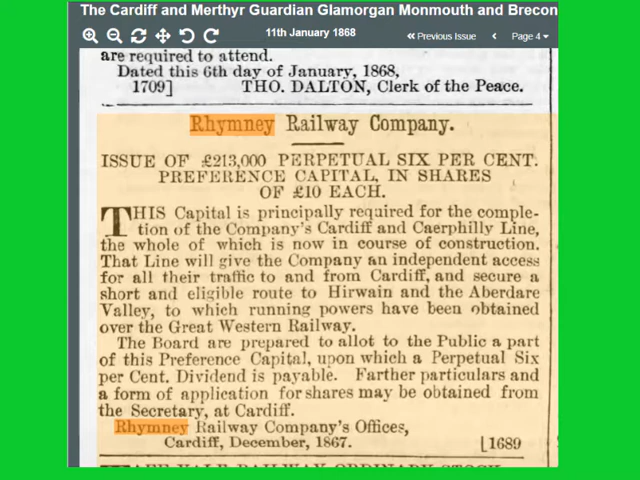 The Cardiff and Merthyr Guardian Glamorgan Monmouth and Brecon
11th January 1868
Previous Issue
Page 4
are required to attend.
Dated this 6th day of January, 1868,
1709] THO. DALTON, Clerk of the Peace.
Rhymney Railway Company.
ISSUE OF £213,000 PERPETUAL SIX PER CENT.
PREFERENCE CAPITAL, IN SHARES
OF £10 EACH.
THIS Capital is principally required for the comple-
tion of the Company's Cardiff and Caerphilly Line,
the whole of which is now in course of construction.
That Line will give the Company an independent access
for all their traffic to and from Cardiff, and secure a
short and eligible route to Hirwain and the Aberdare
Valley, to which running powers have been obtained
over the Great Western Railway.
The Board are prepared to allot to the Public a part
of this Preference Capital, upon which a Perpetual Six
per Cent. Dividend is payable. Farther particulars and
a form of application for shares may be obtained from
the Secretary, at Cardiff.
Rhymney Railway Company's Offices,
Cardiff, December, 1867. [1689
RAILWAY ORDINARY STOCK